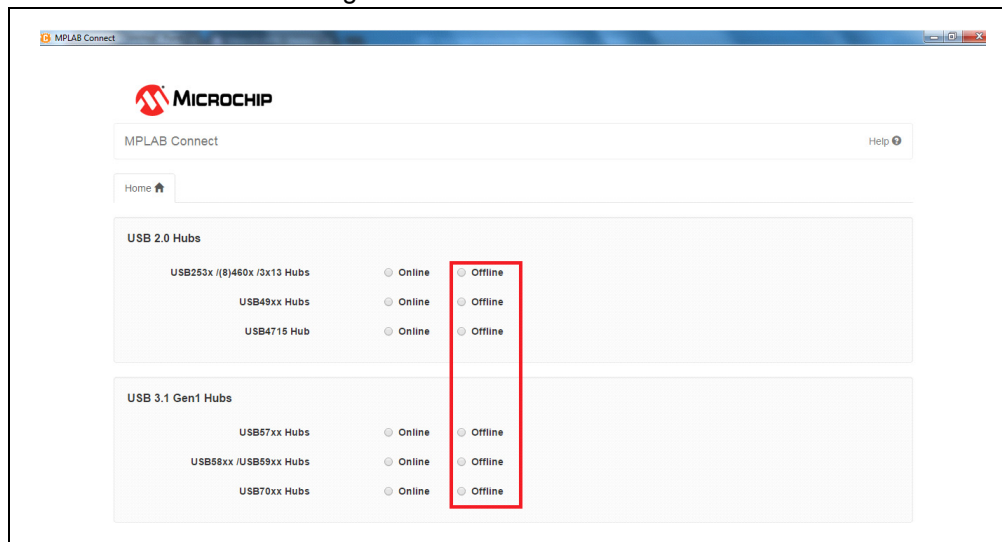 MPLAB Connect
MICROCHIP
MPLAB Connect Help
Home
USB 2.0 Hubs
USB253x /(8)460x /3x13 Hubs Online Offline
USB49xx Hubs Online Offline
USB4715 Hub Online Offline
USB 3.1 Gen1 Hubs
USB57xx Hubs Online Offline
USB58xx /USB59xx Hubs Online Offline
USB70xx Hubs Online Offline